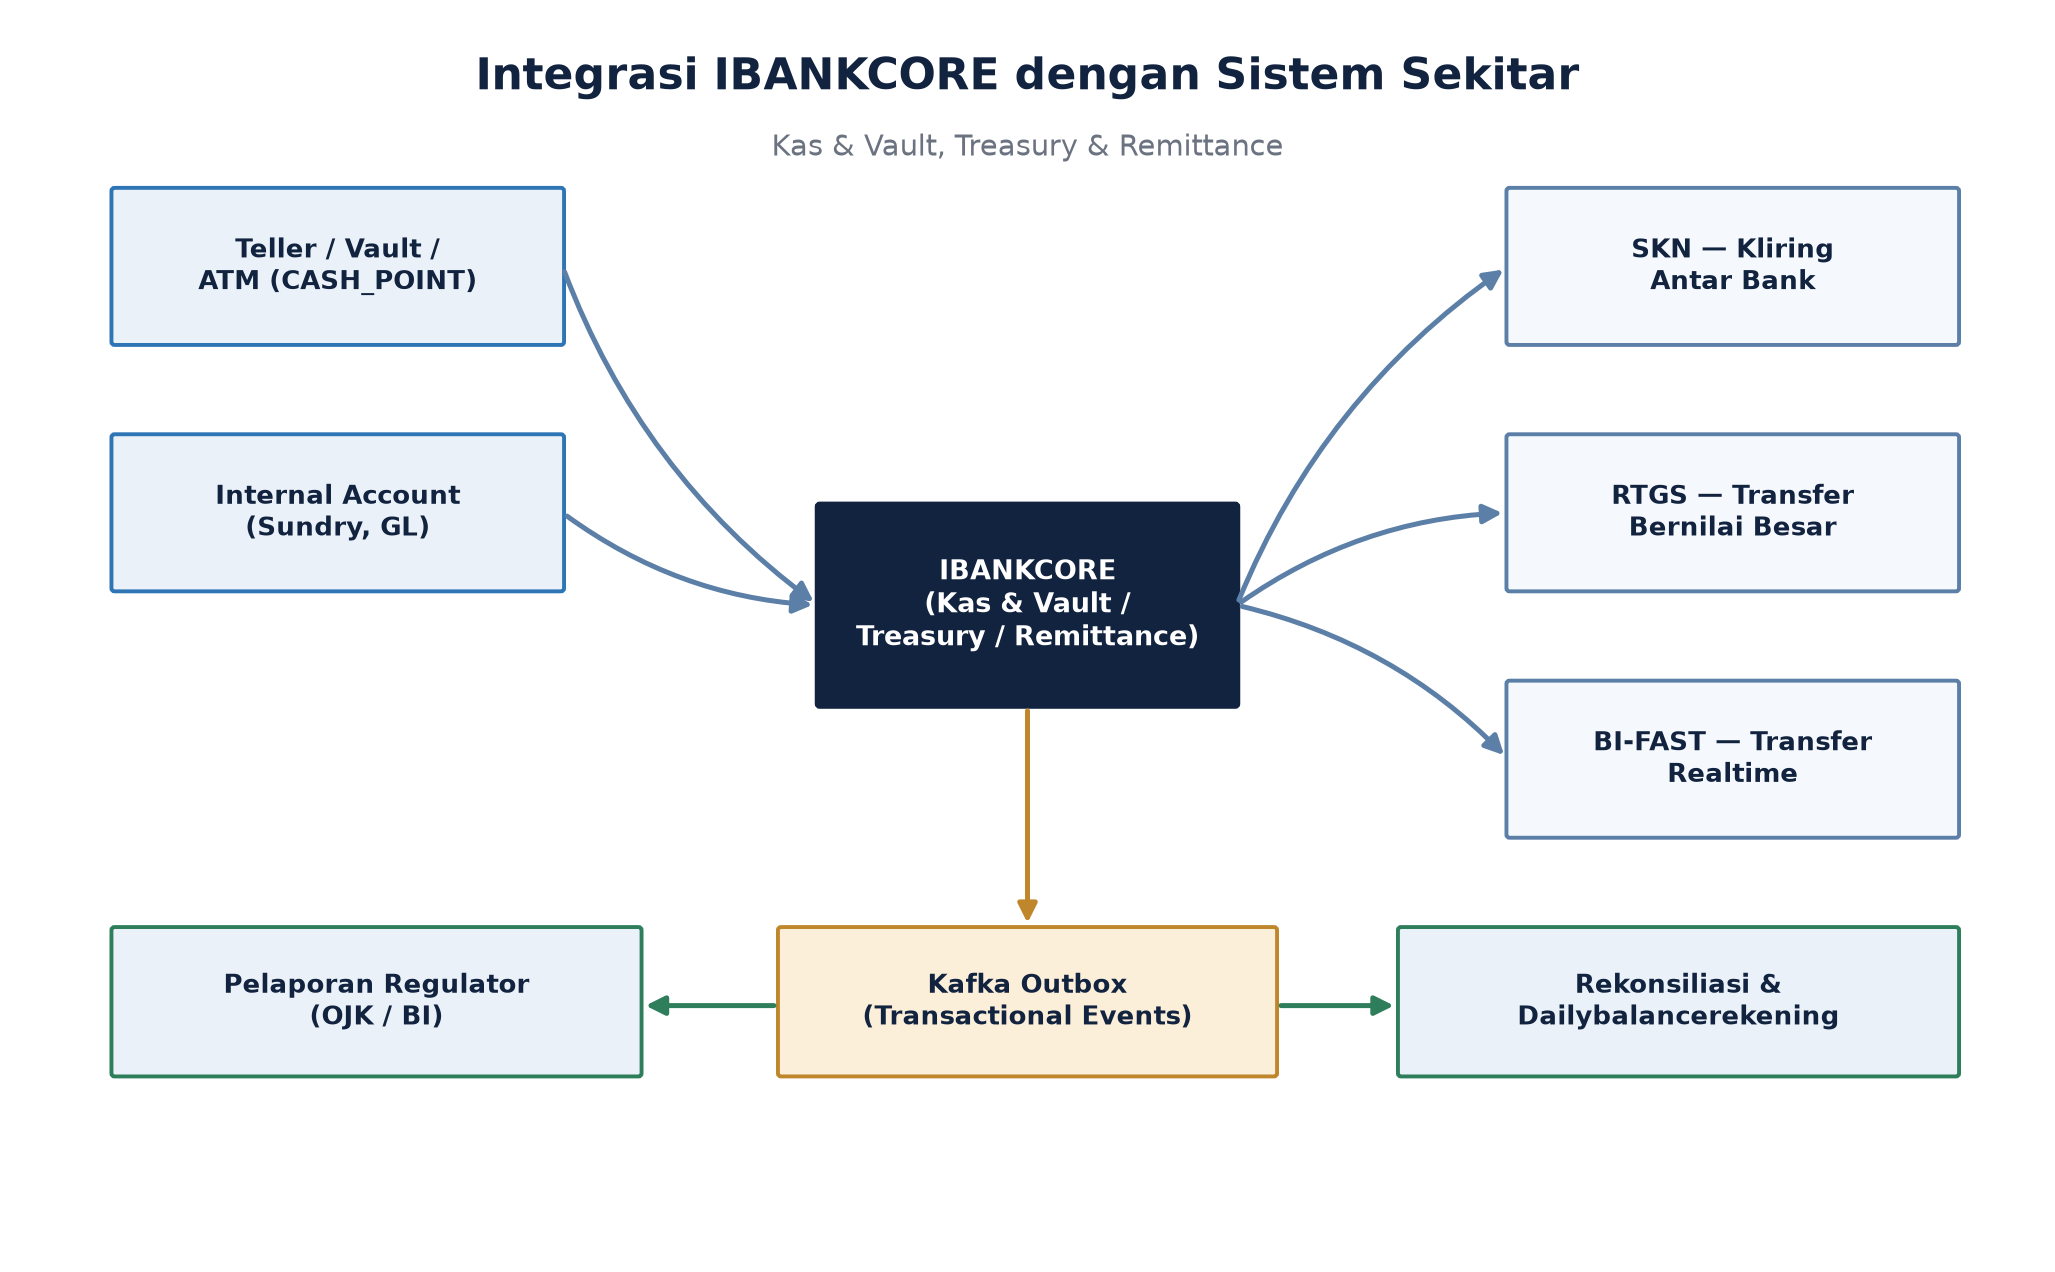 Integrasi IBANKCORE dengan Sistem Sekitar
Kas & Vault, Treasury & Remittance
Teller / Vault /
ATM (CASH_POINT)
SKN — Kliring
Antar Bank
Internal Account
(Sundry, GL)
RTGS — Transfer
Bernilai Besar
IBANKCORE
(Kas & Vault /
Treasury / Remittance)
BI-FAST — Transfer
Realtime
Pelaporan Regulator
(OJK / BI)
Kafka Outbox
(Transactional Events)
Rekonsiliasi &
Dailybalancerekening